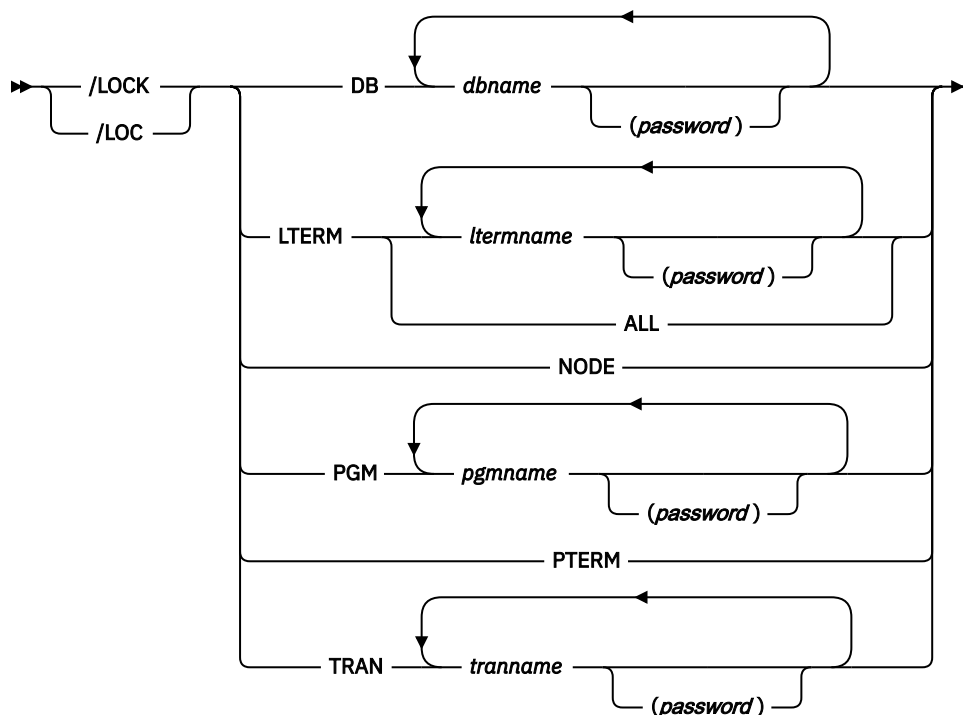 /LOCK DB dbname
/LOC (password)
LTERM ltermname
(password)
ALL
NODE
PGM pgmname
(password)
PTERM
TRAN tranname
(password)